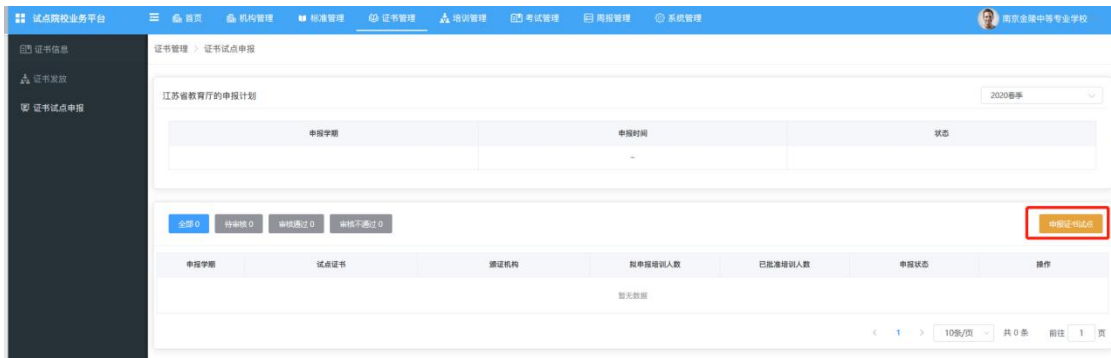 试点院校业务平台 首页 机构管理 标准管理 证书管理 培训管理 考试管理 周报管理 系统管理 南京金陵中等专业学校
证书信息
证书管理 > 证书试点申报
证书发放
江苏省教育厅的申报计划 2020春季
证书试点申报
申报学期 申报时间 状态
-
全部 0 待审核 0 审核通过 0 审核不通过 0 申报证书试点
申报学期 试点证书 颁证机构 拟申报培训人数 已批准培训人数 申报状态 操作
暂无数据
< 1 > 10条/页 共 0 条 前往 1 页